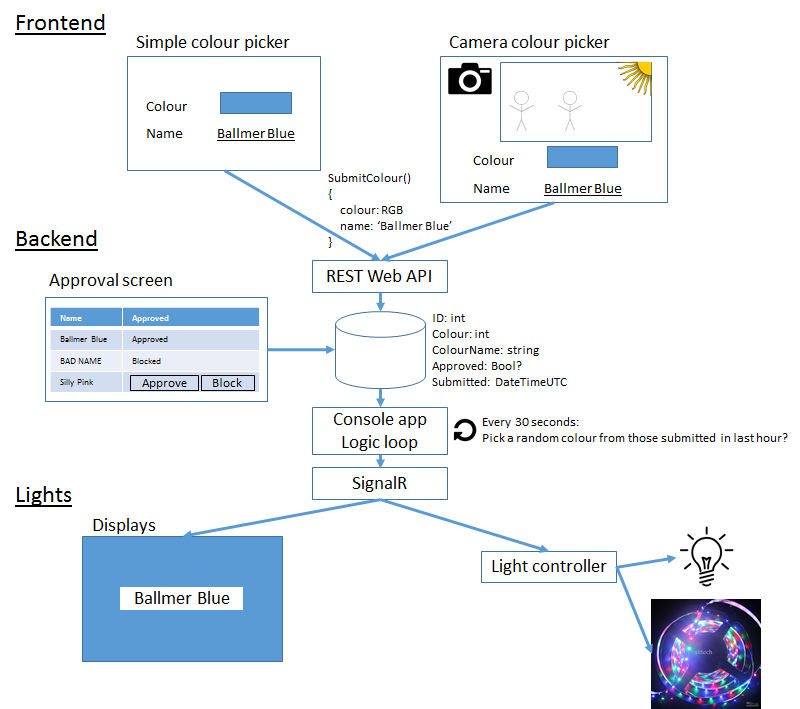 Frontend
Simple colour picker
Camera colour picker
Colour
Name
Ballmer Blue
Colour
Name
Ballmer Blue
SubmitColour()
{
colour: RGB
name: ‘Ballmer Blue’
}
Backend
REST Web API
Approval screen
Name
Approved
Ballmer Blue
Approved
BAD NAME
Blocked
Silly Pink
Approve
Block
ID: int
Colour: int
ColourName: string
Approved: Bool?
Submitted: DateTimeUTC
Console app
Logic loop
Every 30 seconds:
Pick a random colour from those submitted in last hour?
SignalR
Lights
Displays
Ballmer Blue
Light controller